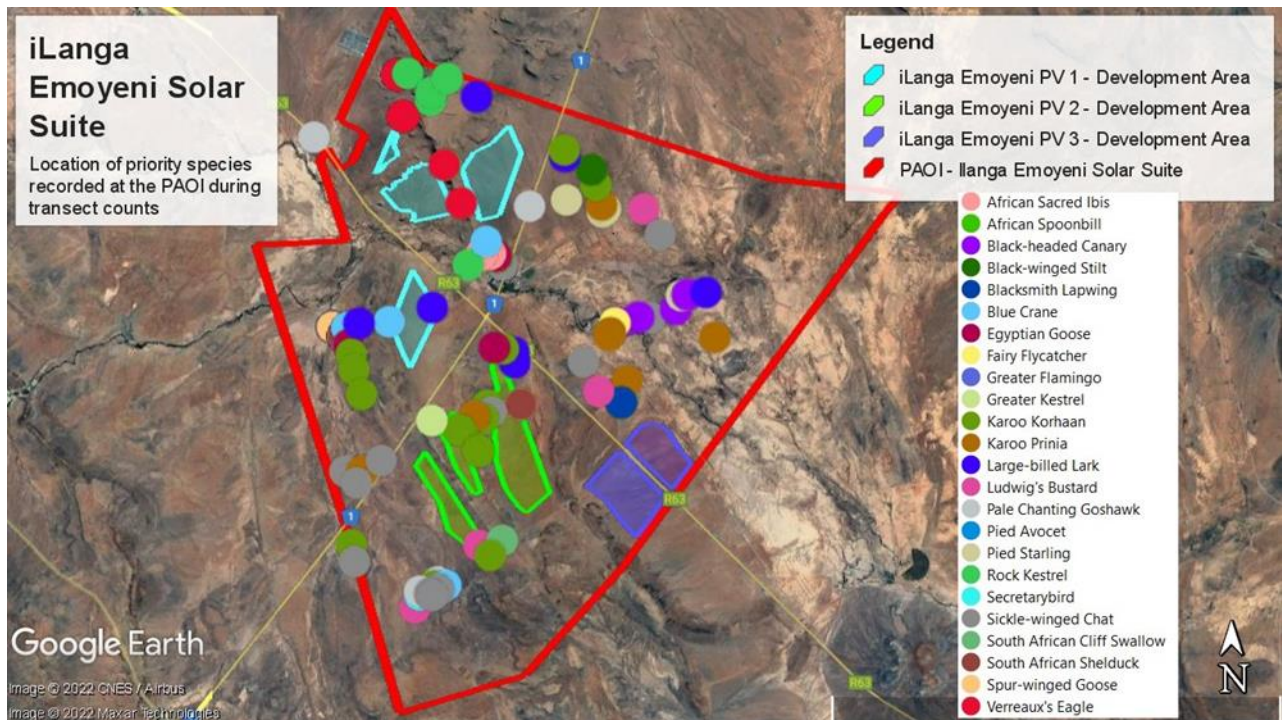 iLanga
Emoyeni Solar
Suite
Location of priority species
recorded at the PAOI during
transect counts
Legend
iLanga Emoyeni PV 1 - Development Area
iLanga Emoyeni PV 2 - Development Area
iLanga Emoyeni PV 3 - Development Area
PAOI - Ilanga Emoyeni Solar Suite
African Sacred Ibis
African Spoonbill
Black-headed Canary
Black-winged Stilt
Blacksmith Lapwing
Blue Crane
Egyptian Goose
Fairy Flycatcher
Greater Flamingo
Greater Kestrel
Karoo Korhaan
Karoo Prinia
Large-billed Lark
Ludwig's Bustard
Pale Chanting Goshawk
Pied Avocet
Pied Starling
Rock Kestrel
Secretarybird
Sickle-winged Chat
South African Cliff Swallow
South African Shelduck
Spur-winged Goose
Verreaux's Eagle
1
R63
1
R63
1
R63
Google Earth
Image © 2022 CNES / Airbus
Image © 2022 Maxar Technologies
N